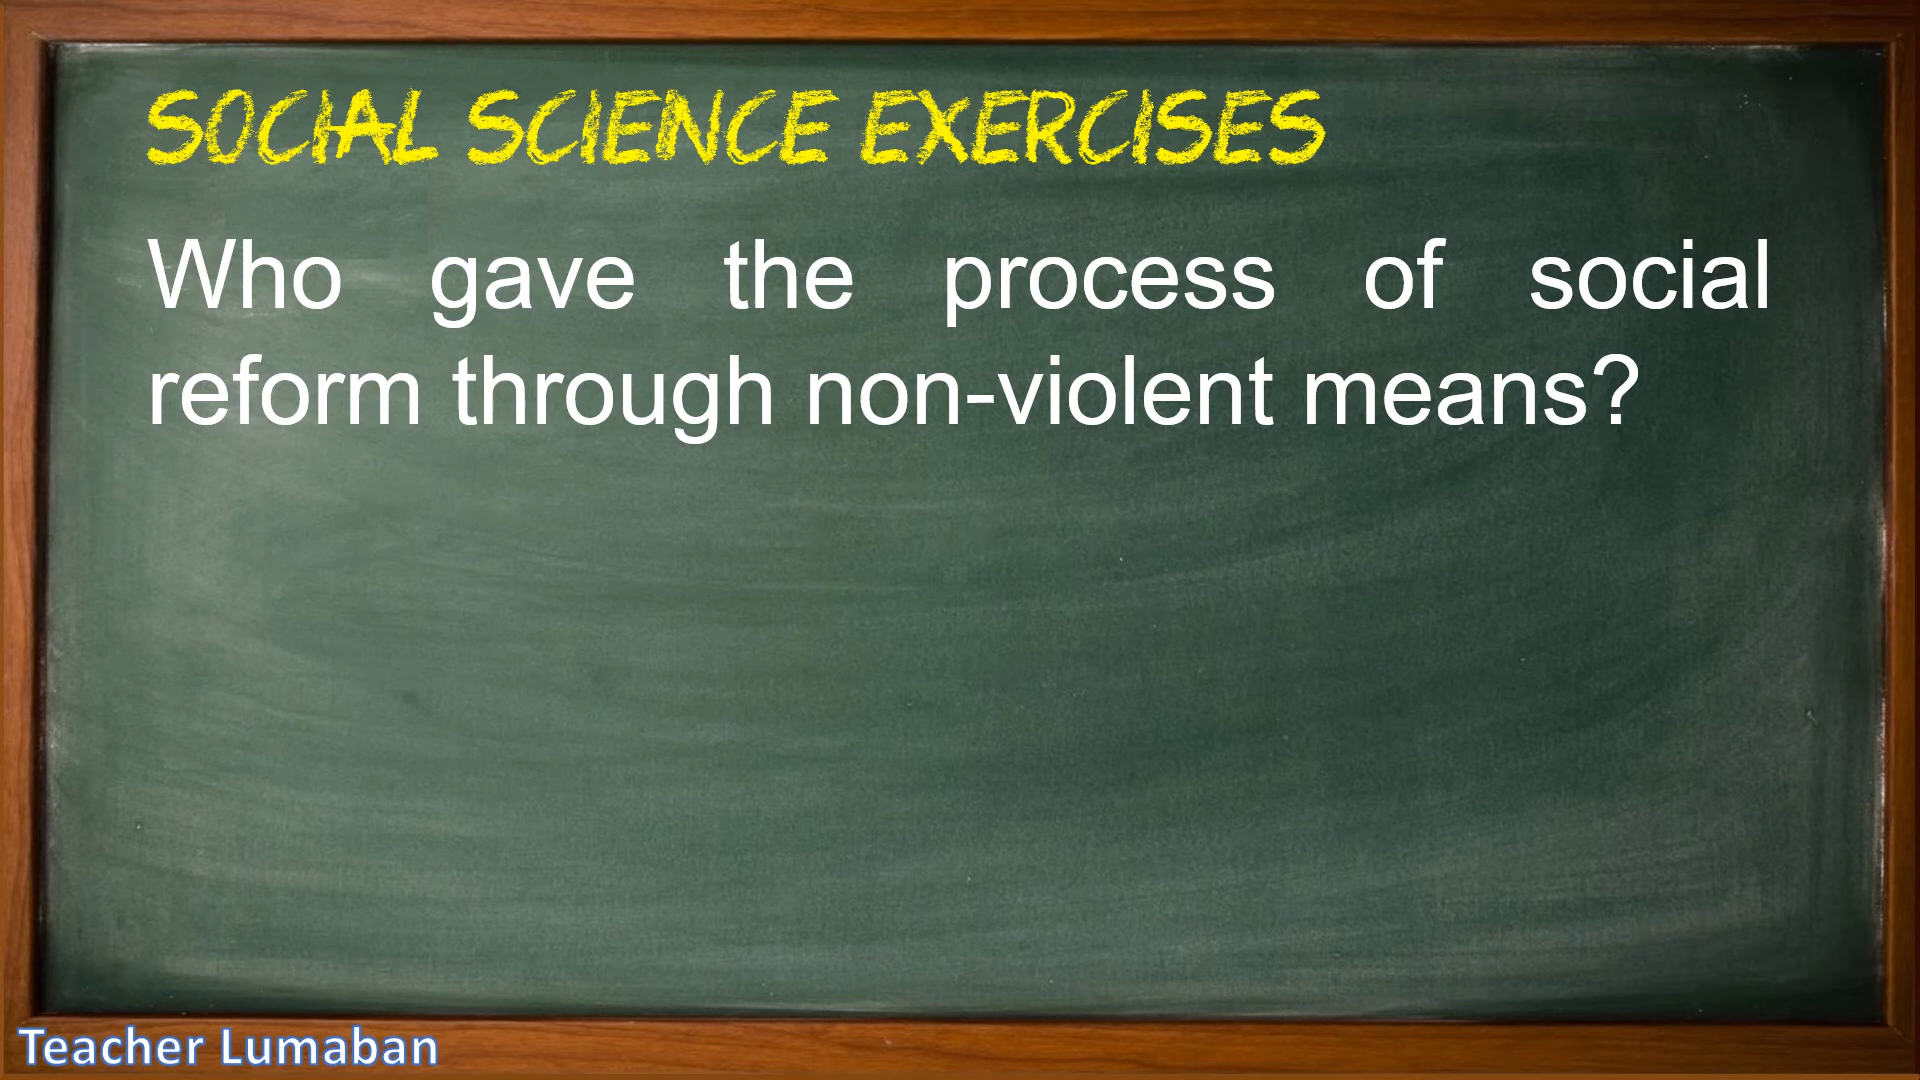 SOCIAL SCIENCE EXERCISES
Who gave the process of social
reform through non-violent means?
Teacher Lumaban